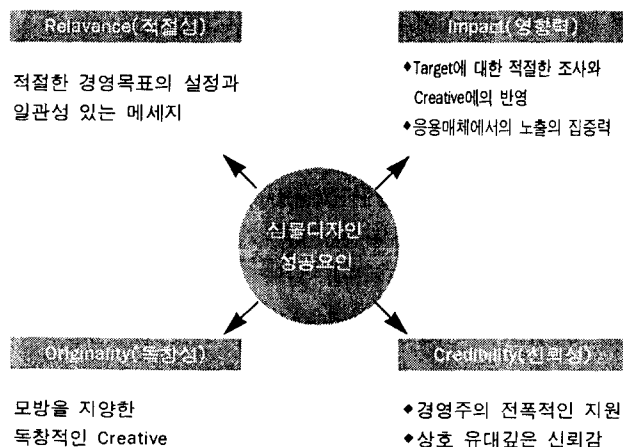 Relavance(적절성)
적절한 경영목표의 설정과
일관성 있는 메세지
Impact(영향력)
◆Target에 대한 적절한 조사와
Creative에의 반영
◆응용매체에서의 노출의 집중력
심볼디자인
성공요인
Originality(독창성)
모방을 지양한
독창적인 Creative
Credibility(신뢰성)
◆경영주의 전폭적인 지원
◆상호 유대깊은 신뢰감